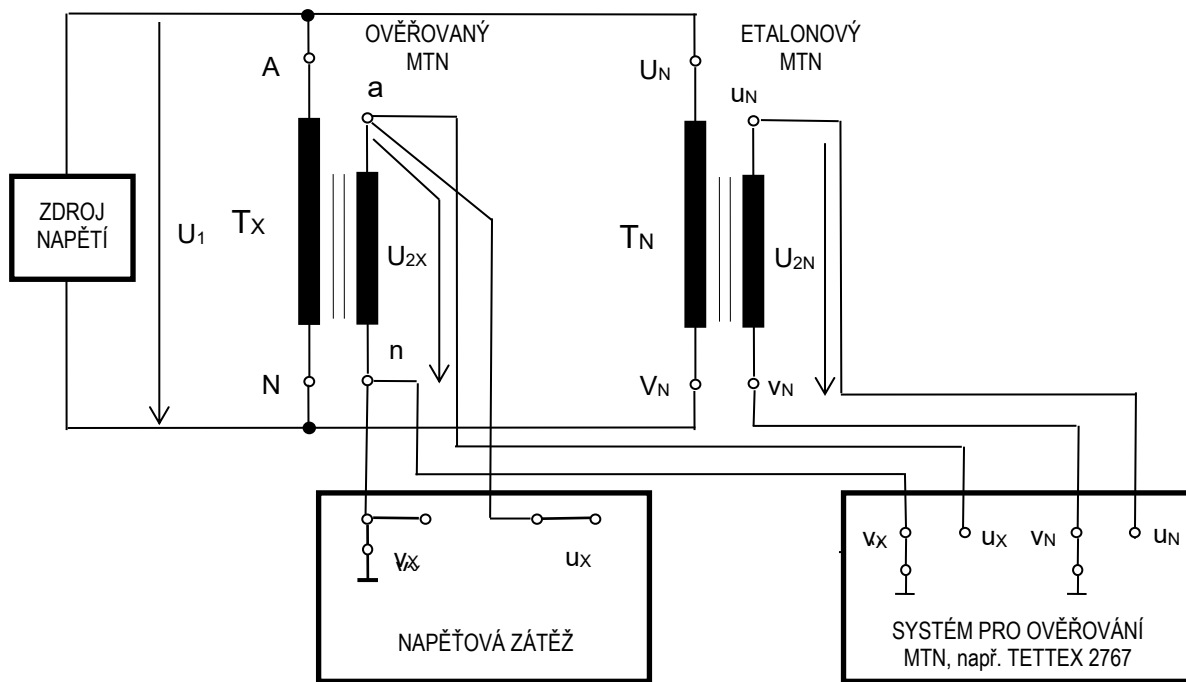 OVĚŘOVANÝ
MTN
ETALONOVÝ
MTN
A
a
UN
uN
ZDROJ
NAPĚTÍ
U1
TX
U2X
TN
U2N
N
n
VN
vN
vX
uX
vX
uX
vN
uN
NAPĚŤOVÁ ZÁTĚŽ
SYSTÉM PRO OVĚŘOVÁNÍ
MTN, např. TETTEX 2767